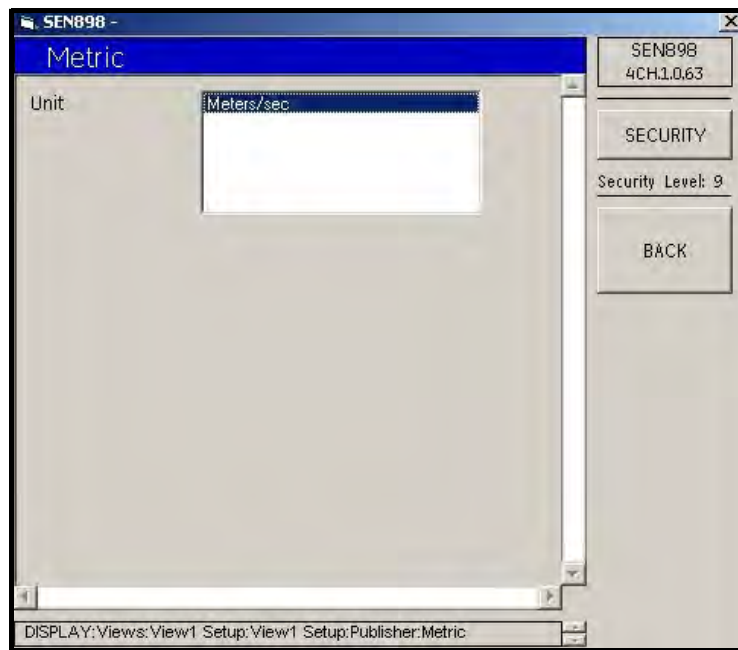 SEN898 -
Metric
Unit
Meters/sec
SEN898
4CH.1.0.63
SECURITY
Security Level: 9
BACK
DISPLAY:Views:View1 Setup:View1 Setup:Publisher:Metric